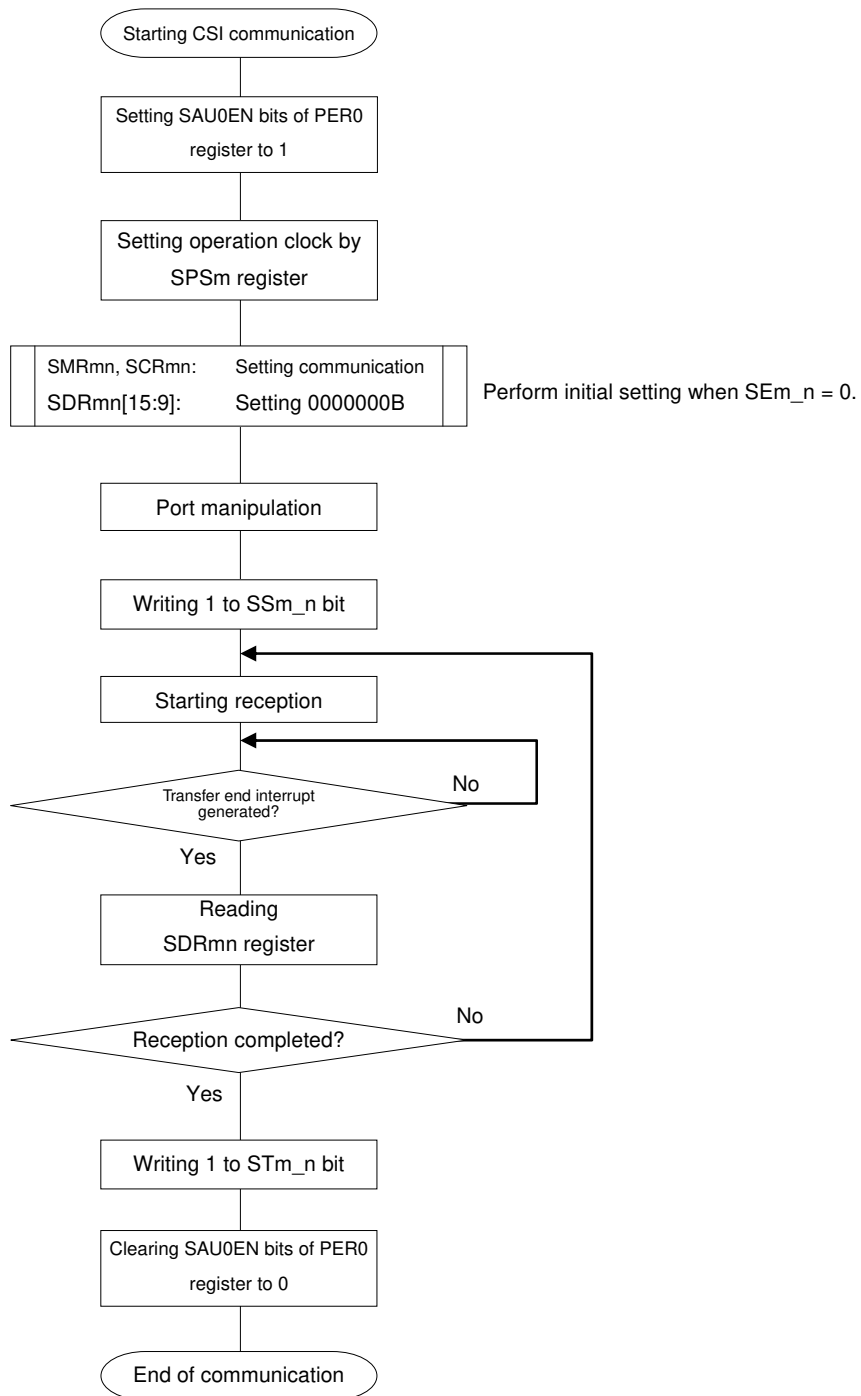 Starting CSI communication
Setting SAU0EN bits of PER0
register to 1
Setting operation clock by
SPSm register
SMRmn, SCRmn: Setting communication
SDRmn[15:9]: Setting 0000000B
Perform initial setting when SEm_n = 0.
Port manipulation
Writing 1 to SSm_n bit
Starting reception
No
Transfer end interrupt
generated?
Yes
Reading
SDRmn register
No
Reception completed?
Yes
Writing 1 to STm_n bit
Clearing SAU0EN bits of PER0
register to 0
End of communication